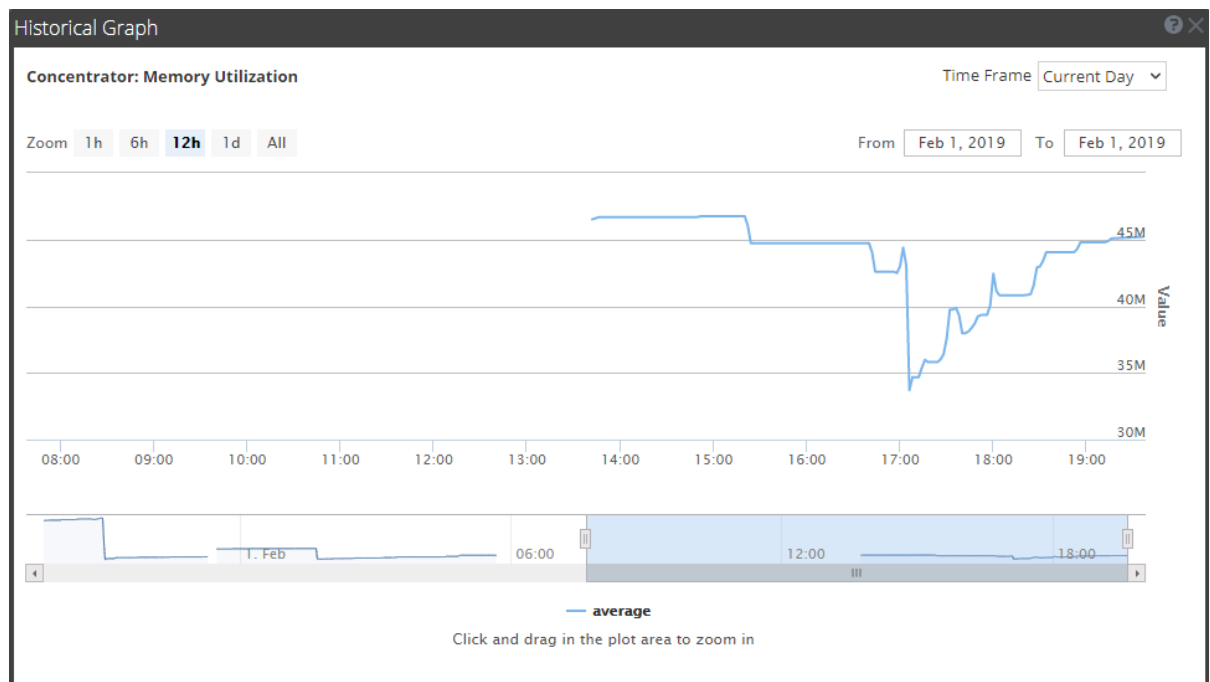 Historical Graph
Concentrator: Memory Utilization
Time Frame Current Day
Zoom 1h 6h 12h 1d All
From Feb 1, 2019 To Feb 1, 2019
45M
40M
Value
35M
30M
08:00 09:00 10:00 11:00 12:00 13:00 14:00 15:00 16:00 17:00 18:00 19:00
1. Feb 06:00 12:00 18:00
average
Click and drag in the plot area to zoom in